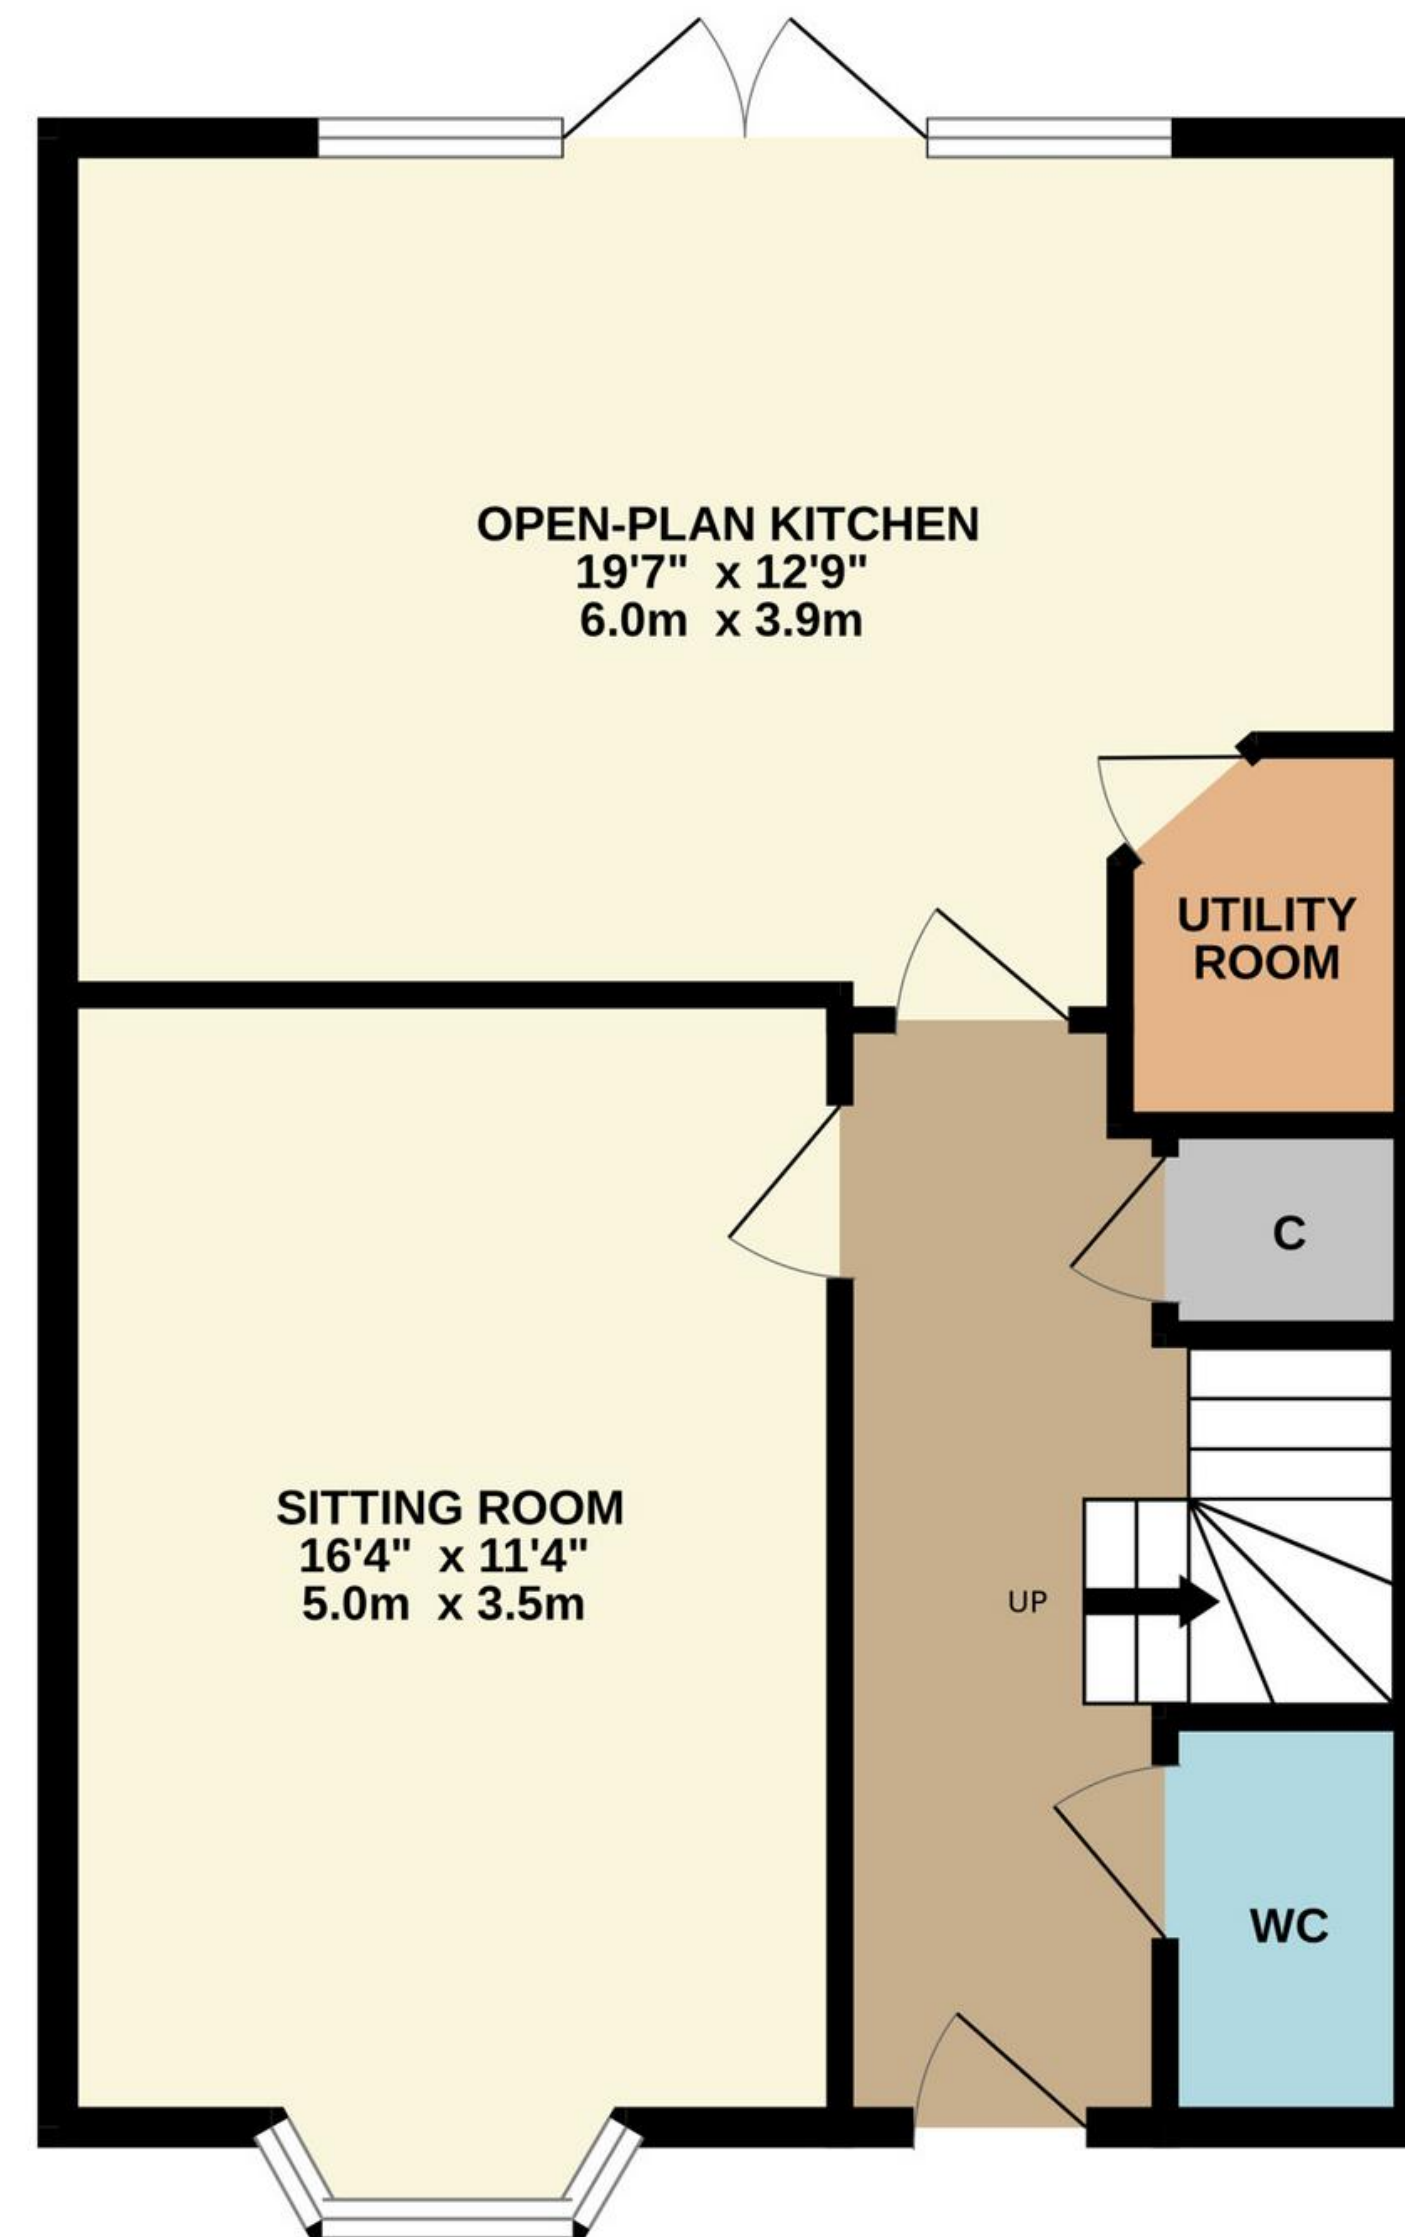 OPEN-PLAN KITCHEN
19'7" x 12'9"
6.0m x 3.9m
UTILITY
ROOM
C
SITTING ROOM
16'4" x 11'4"
5.0m x 3.5m
UP
WC